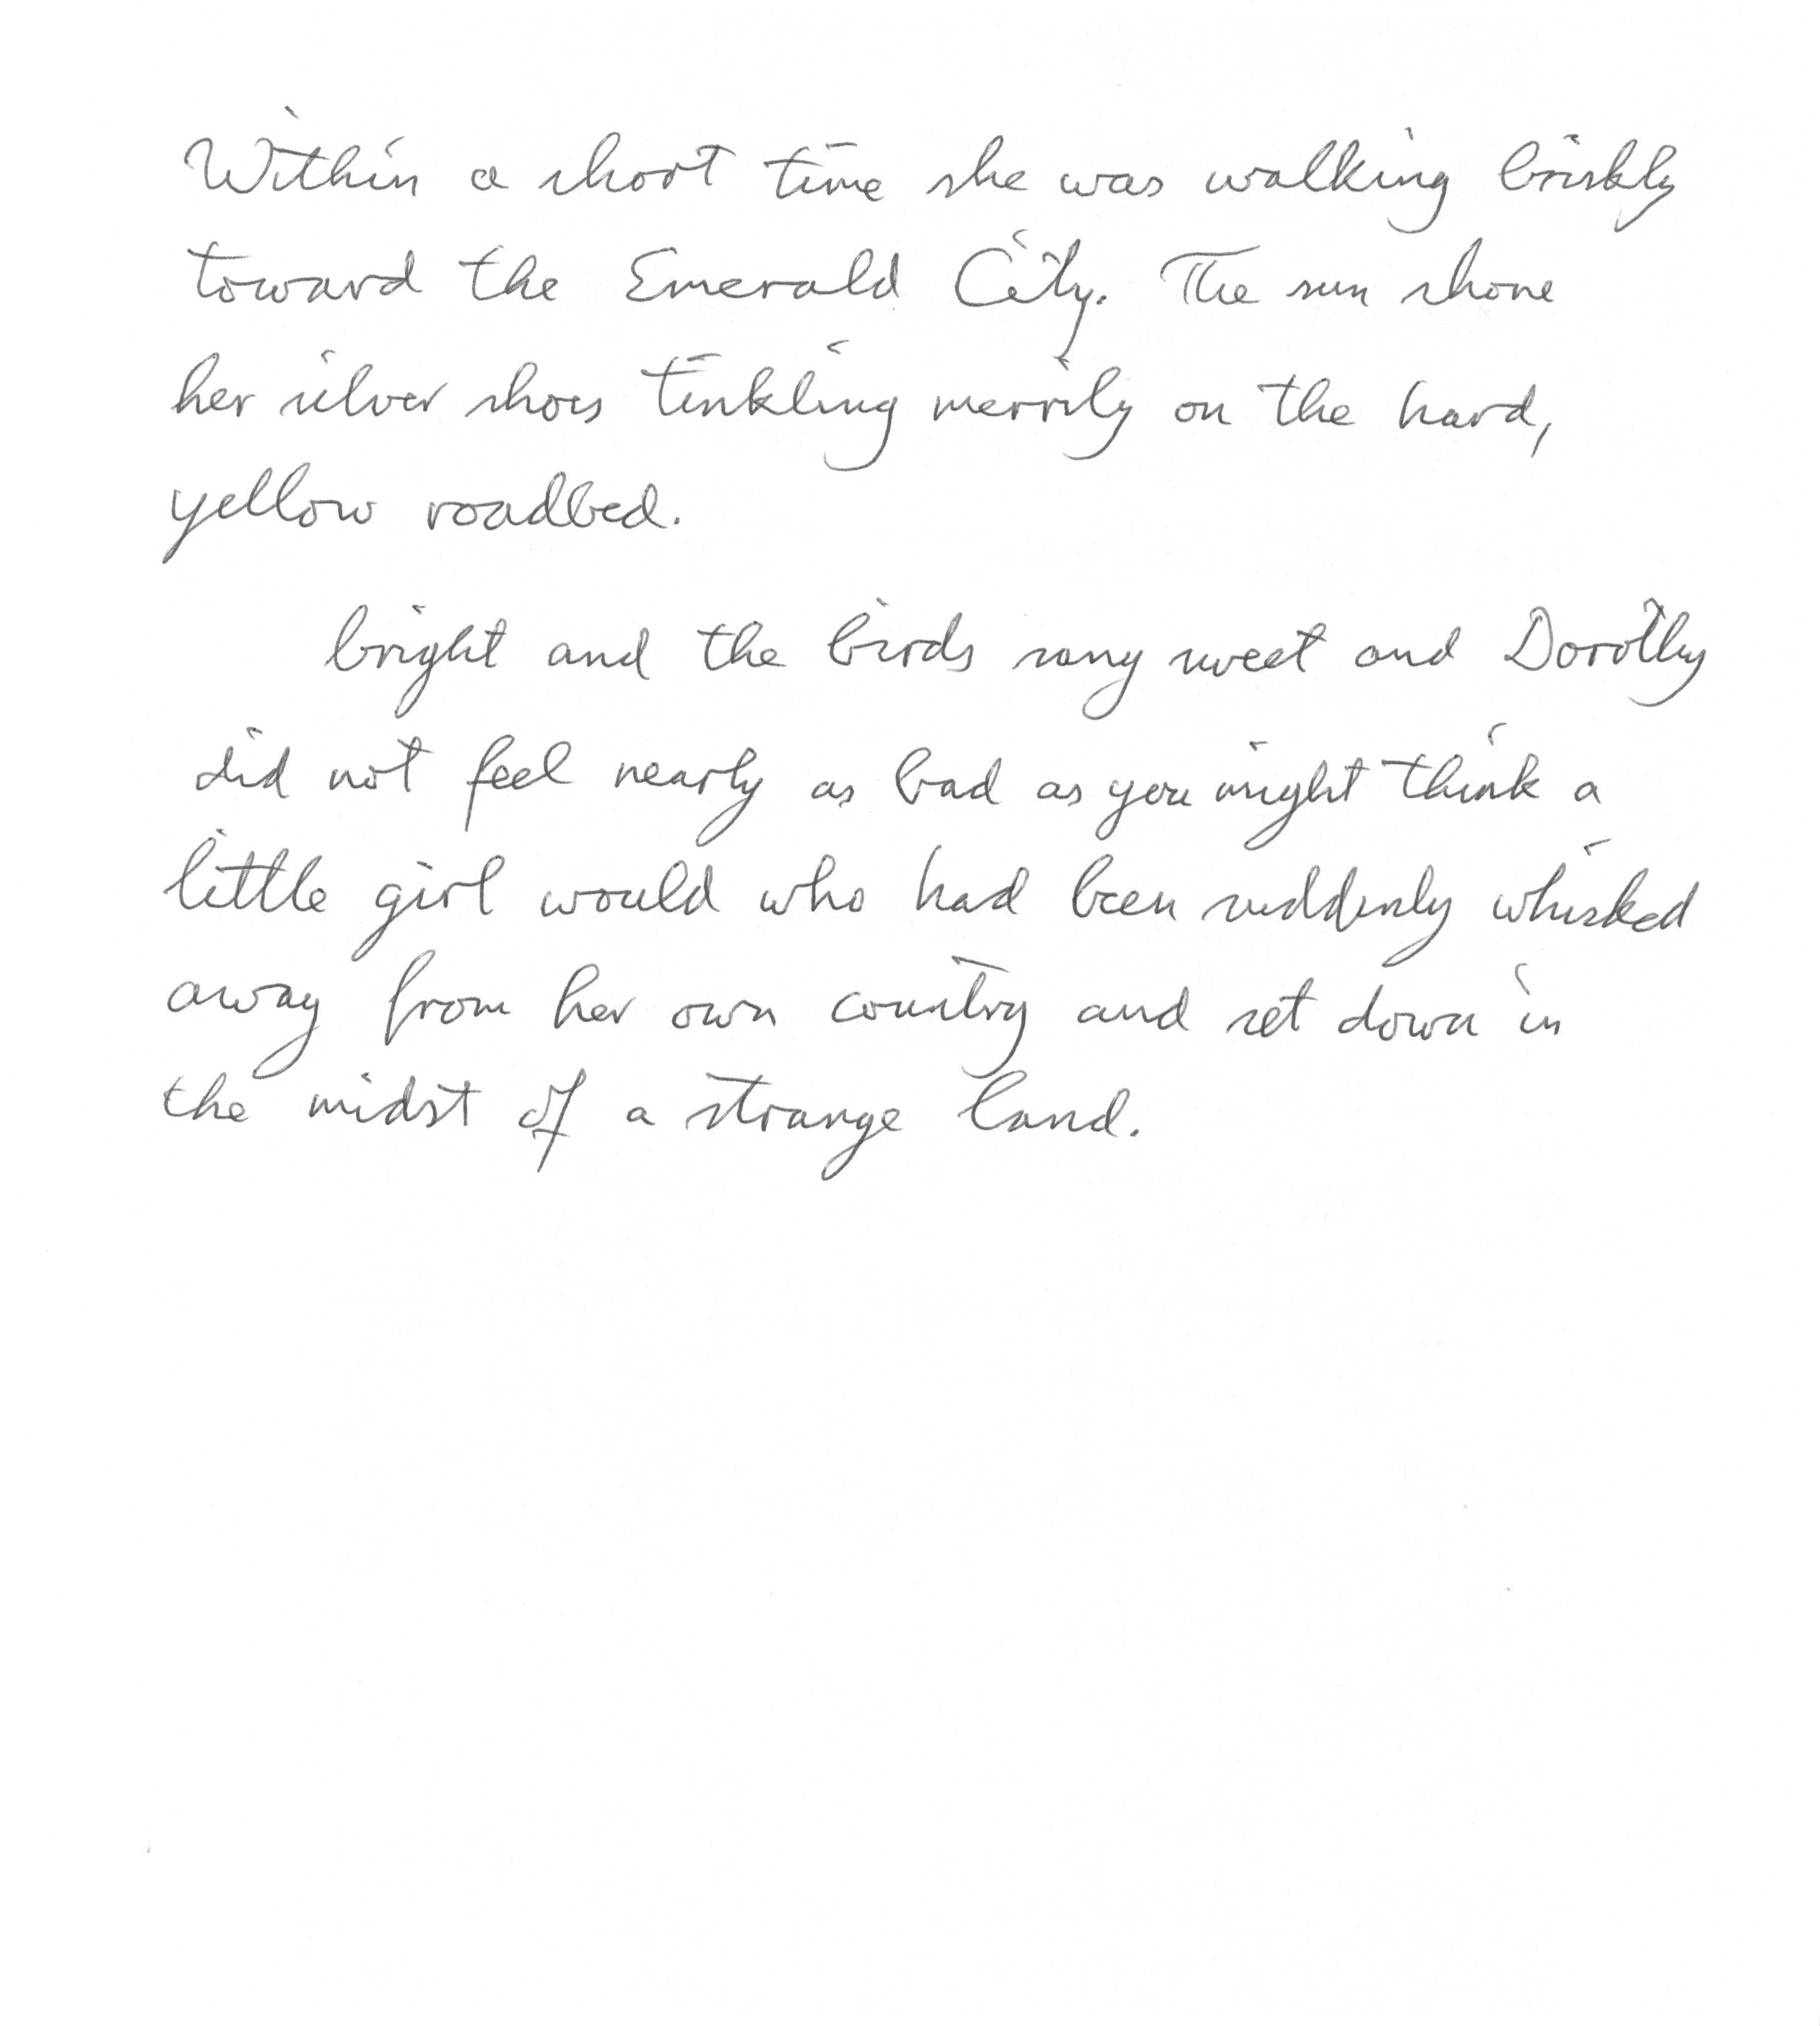 Within a short time she was walking briskly
toward the Emerald City. The sun shone
her silver shoes tinkling merrily on the hard,
yellow roadbed.
bright and the birds sang sweet and Dorothy
did not feel nearly as bad as you might think a
little girl would who had been suddenly whisked
away from her own country and set down in
the midst of a strange land.